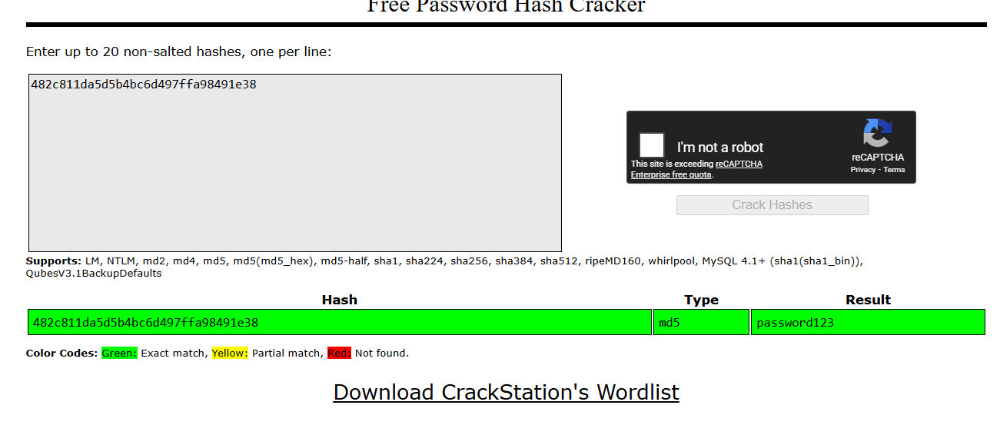 Free Password Hash Cracker
Enter up to 20 non-salted hashes, one per line:
482c811da5d5b4bc6d497ffa98491e38
I'm not a robot
This site is exceeding reCAPTCHA
Enterprise free quota.
reCAPTCHA
Privacy - Terms
Crack Hashes
Supports: LM, NTLM, md2, md4, md5, md5(md5_hex), md5-half, sha1, sha224, sha256, sha384, sha512, ripeMD160, whirlpool, MySQL 4.1+ (sha1(sha1_bin)),
QubesV3.1BackupDefaults
Hash Type Result
482c811da5d5b4bc6d497ffa98491e38 md5 password123
Color Codes: Green: Exact match, Yellow: Partial match, Red: Not found.
Download CrackStation's Wordlist